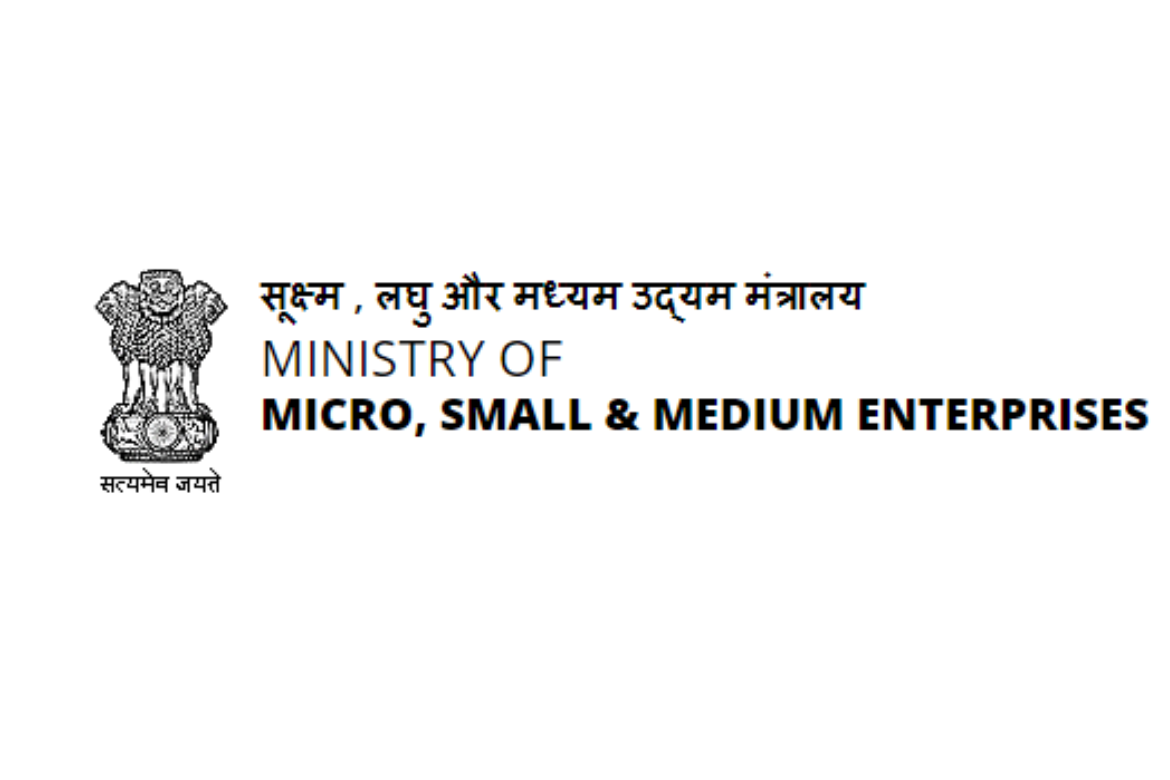 सूक्ष्म , लघु और मध्यम उद्यम मंत्रालय
MINISTRY OF
MICRO, SMALL & MEDIUM ENTERPRISES
सत्यमेव जयते